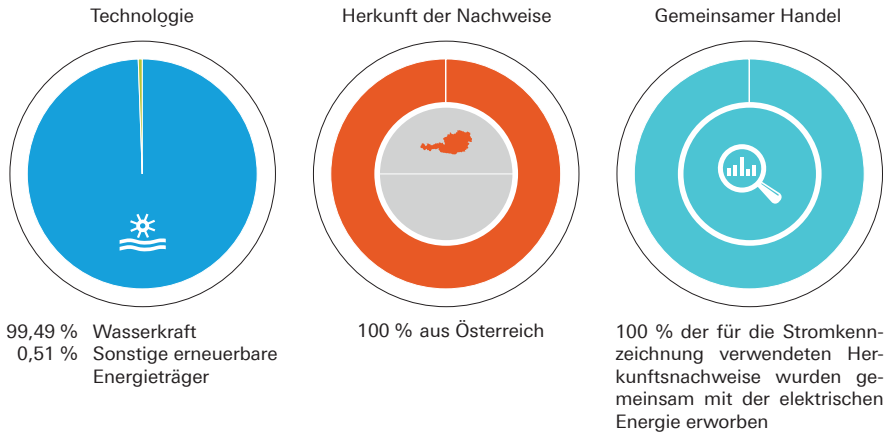 Technologie
99,49 % Wasserkraft
0,51 % Sonstige erneuerbare
Energieträger
Herkunft der Nachweise
100 % aus Österreich
Gemeinsamer Handel
100 % der für die Stromkenn-
zeichnung verwendeten Her-
kunftsnachweise wurden ge-
meinsam mit der elektrischen
Energie erworben